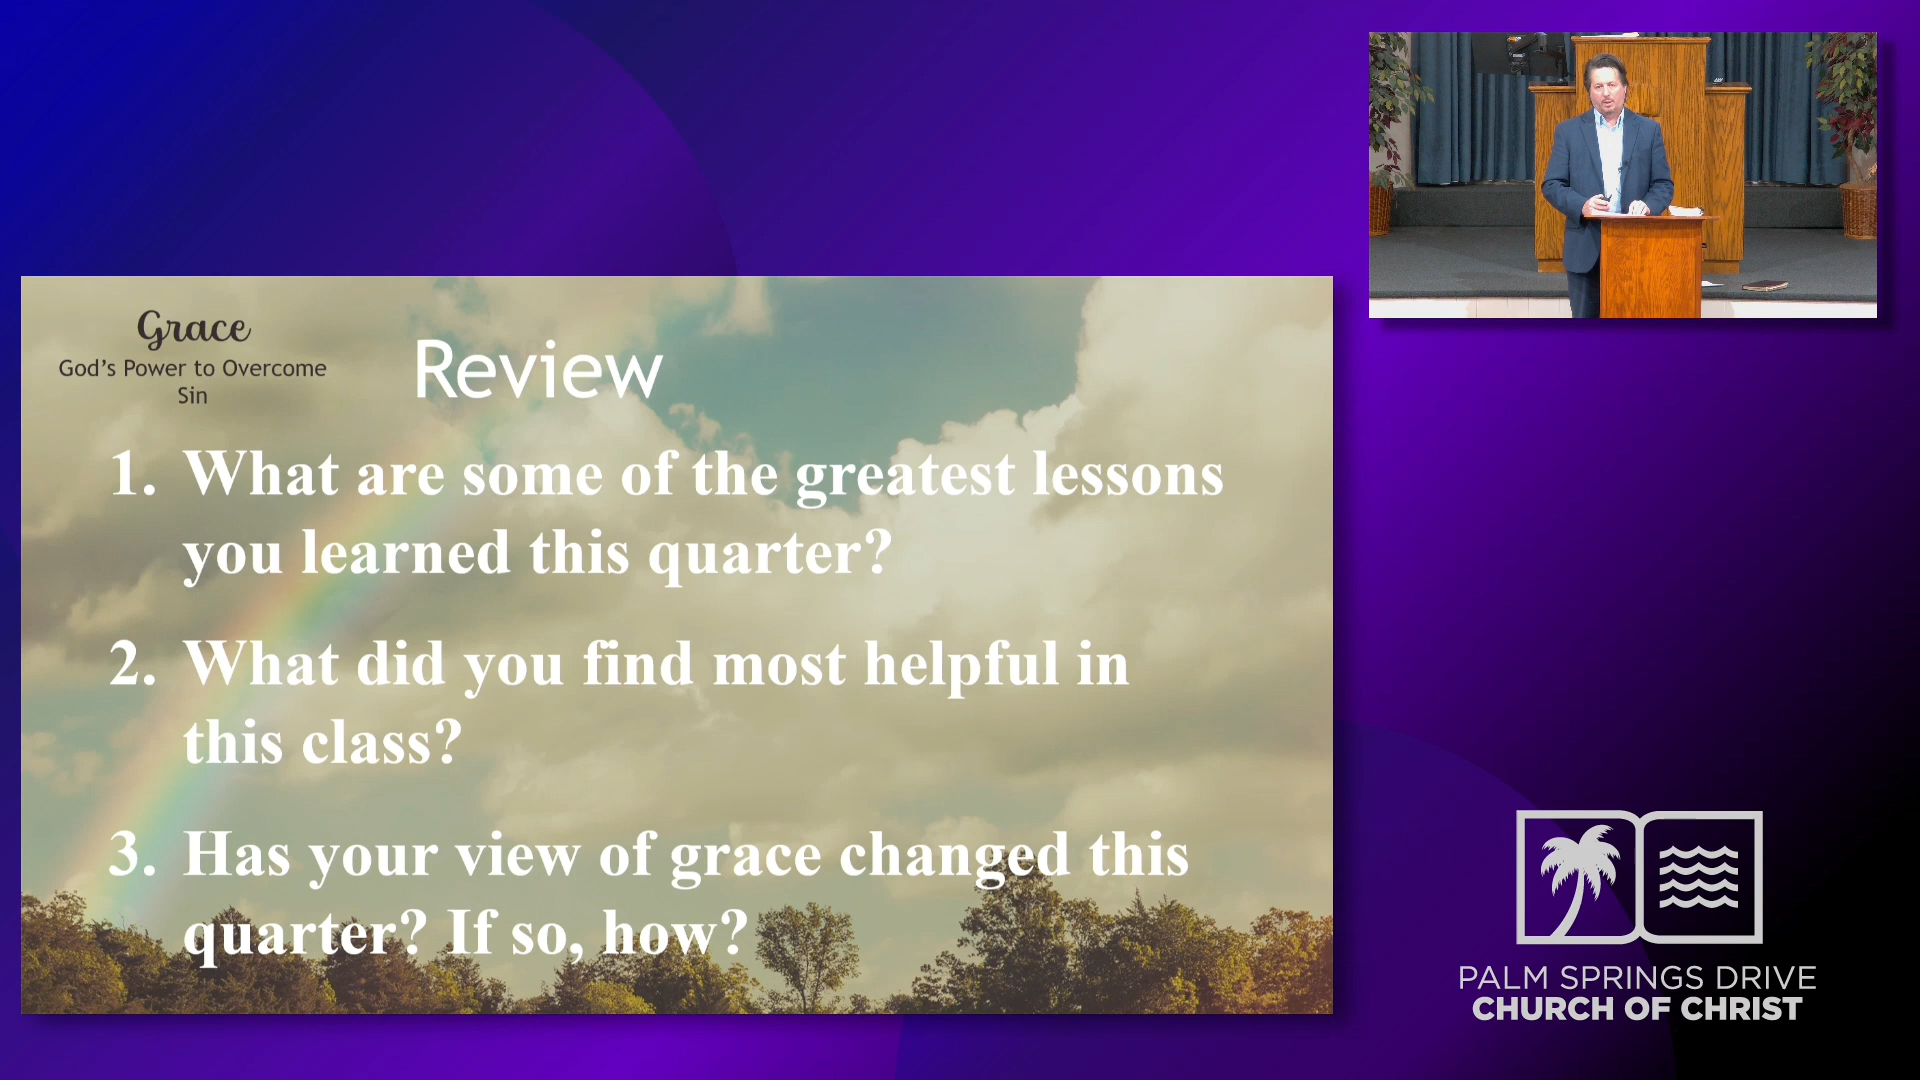 Grace
God’s Power to Overcome
Sin
Review
1. What are some of the greatest lessons
you learned this quarter?
2. What did you find most helpful in
this class?
3. Has your view of grace changed this
quarter? If so, how?
PALM SPRINGS DRIVE
CHURCH OF CHRIST